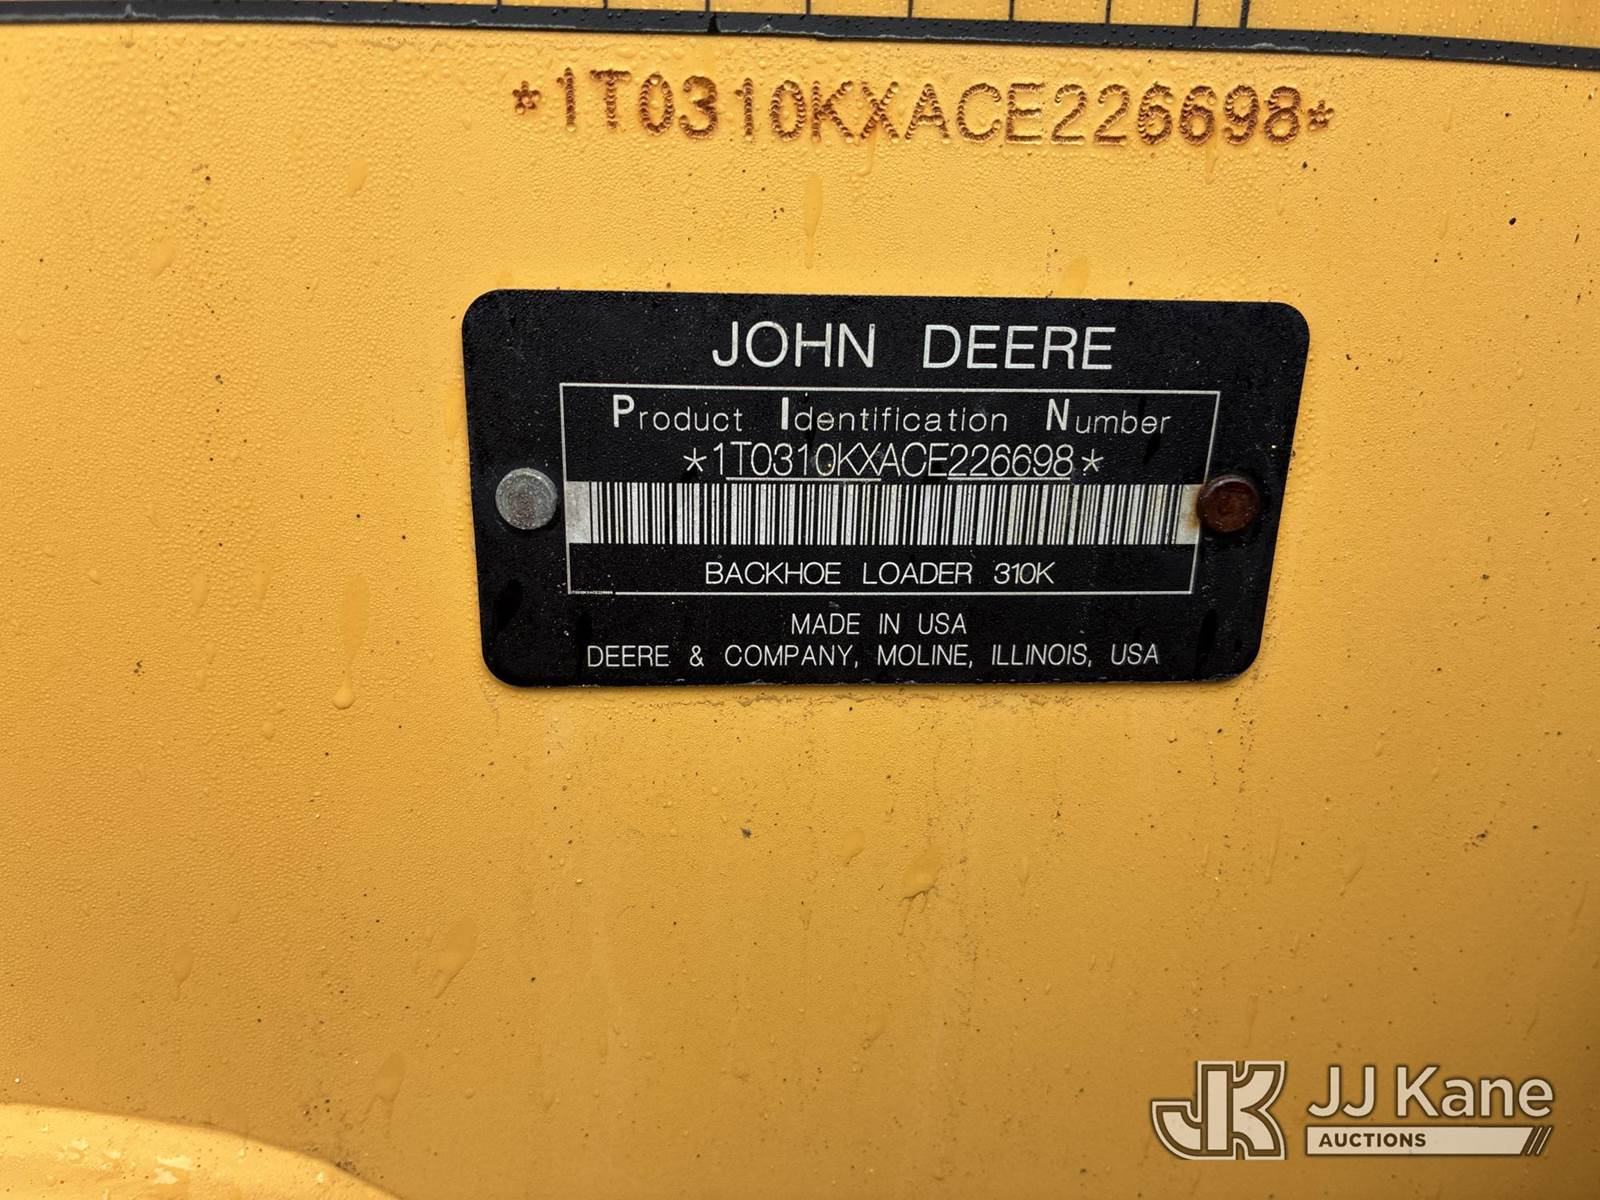 *1T0310KXACE226698*
JOHN DEERE
Product Identification Number
*1T0310KXACE226698*
BACKHOE LOADER 310K
MADE IN USA
DEERE & COMPANY, MOLINE, ILLINOIS, USA
JK JJ Kane
AUCTIONS